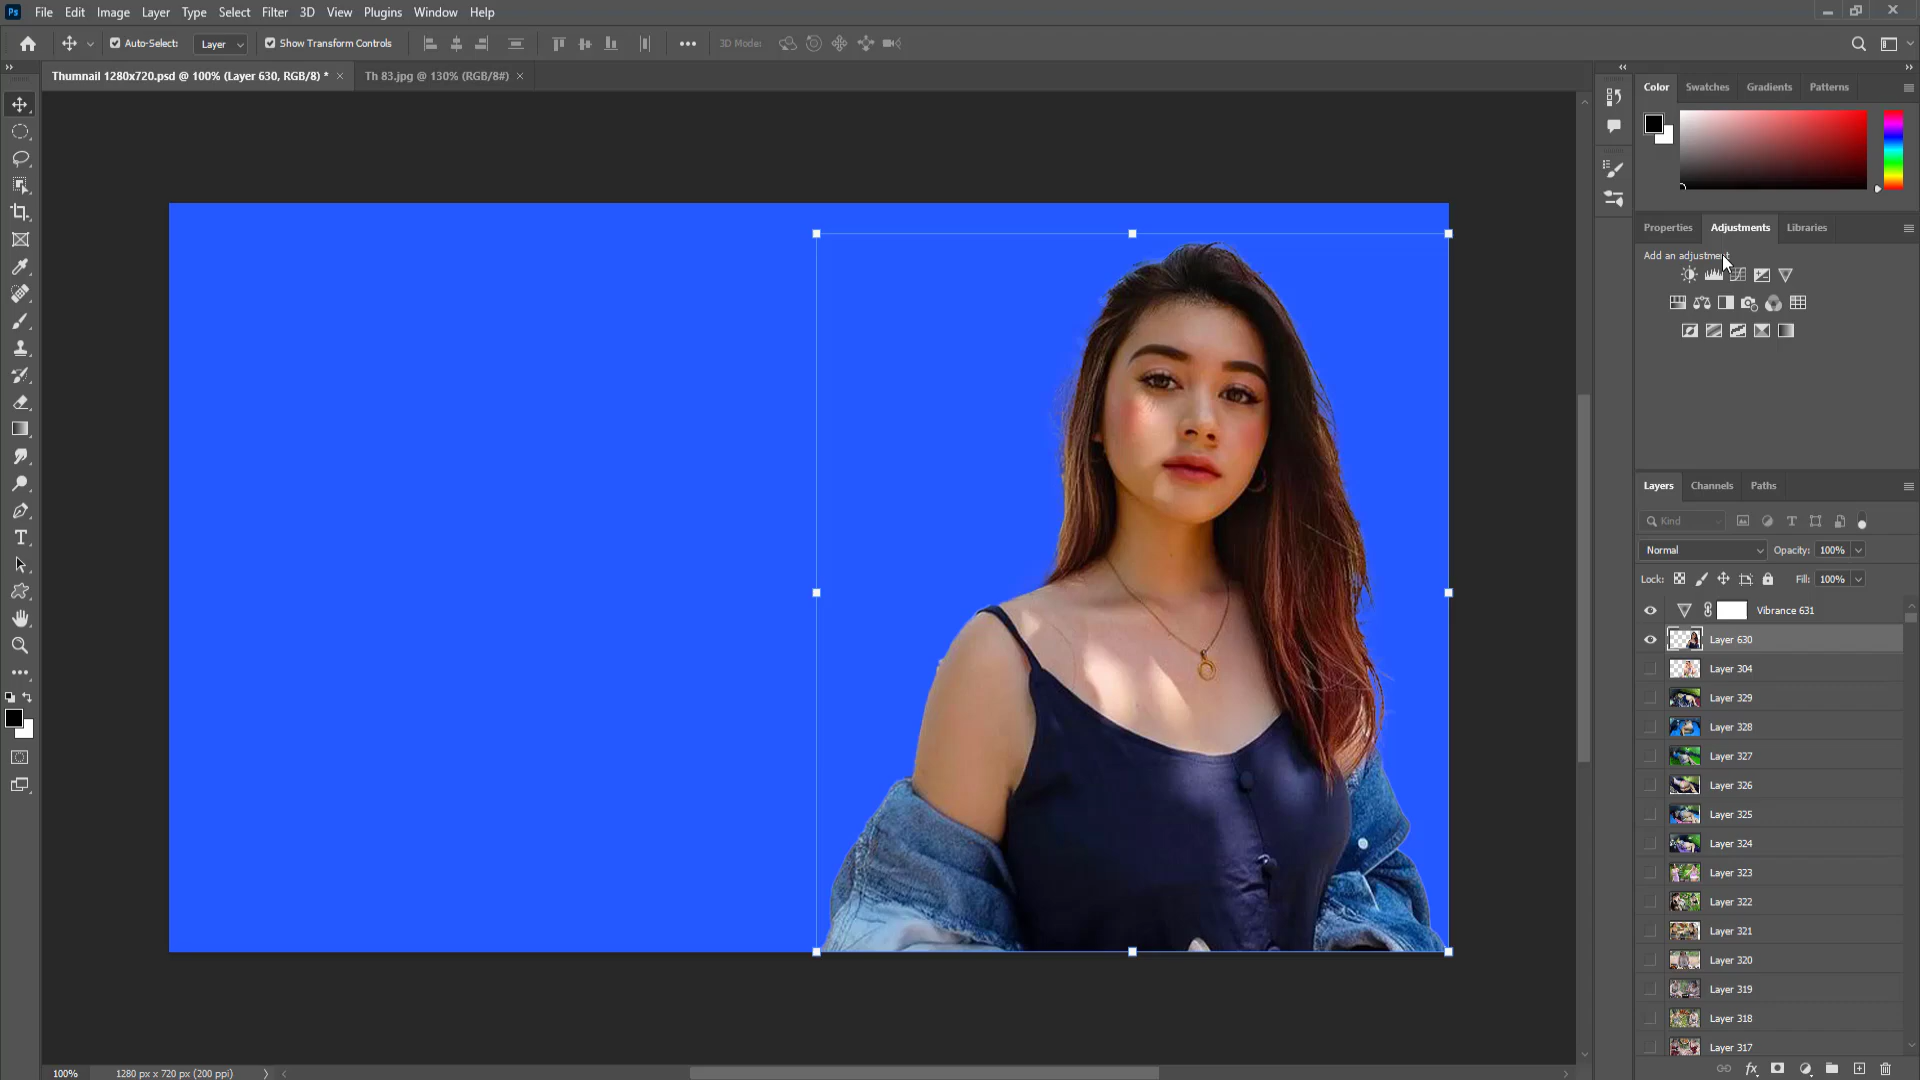 Ps File Edit Image Layer Type Select Filter 3D View Plugins Window Help
Auto-Select: Layer Show Transform Controls 3D Mode:
Thumnail 1280x720.psd @ 100% (Layer 630, RGB/8) * × Th 83.jpg @ 130% (RGB/8#) ×
Color Swatches Gradients Patterns
Properties Adjustments Libraries
Add an adjustment
Layers Channels Paths
Kind
Normal Opacity: 100%
Lock: Fill: 100%
Vibrance 631
Layer 630
Layer 304
Layer 329
Layer 328
Layer 327
Layer 326
Layer 325
Layer 324
Layer 323
Layer 322
Layer 321
Layer 320
Layer 319
Layer 318
Layer 317
100% 1280 px x 720 px (200 ppi)